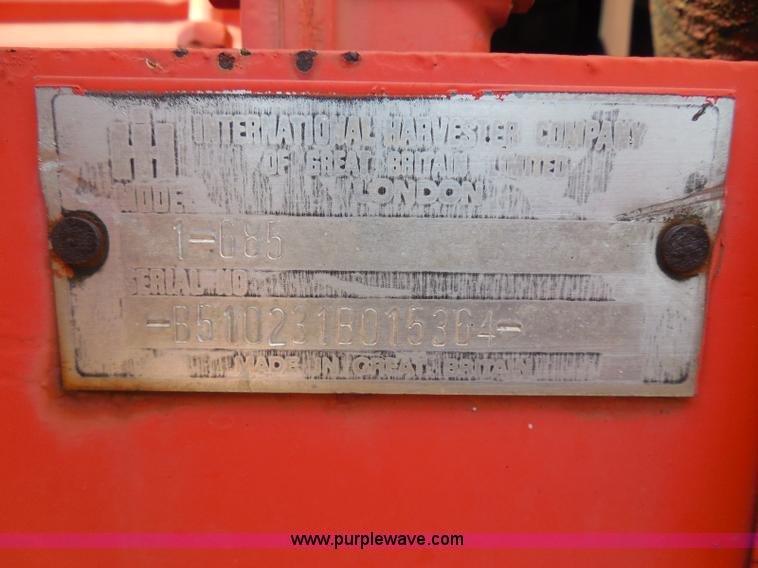 IH
INTERNATIONAL HARVESTER COMPANY
OF GREAT BRITAIN LIMITED
LONDON
MODEL
1-685
SERIAL NO
-B510231B015364-
MADE IN GREAT BRITAIN
www.purplewave.com